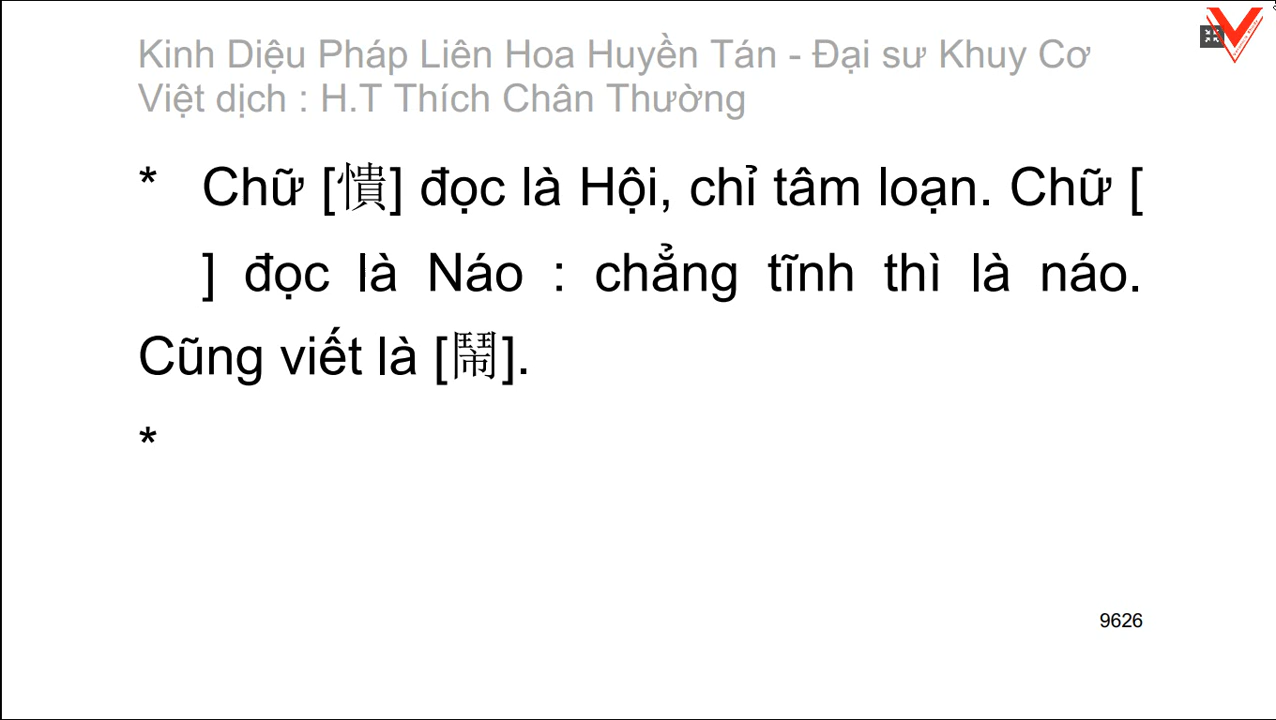 Kinh Diệu Pháp Liên Hoa Huyền Tán - Đại sư Khuy Cơ
Việt dịch : H.T Thích Chân Thường
* Chữ [憒] đọc là Hội, chỉ tâm loạn. Chữ [
] đọc là Náo : chẳng tĩnh thì là náo.
Cũng viết là [鬧].
*
9626